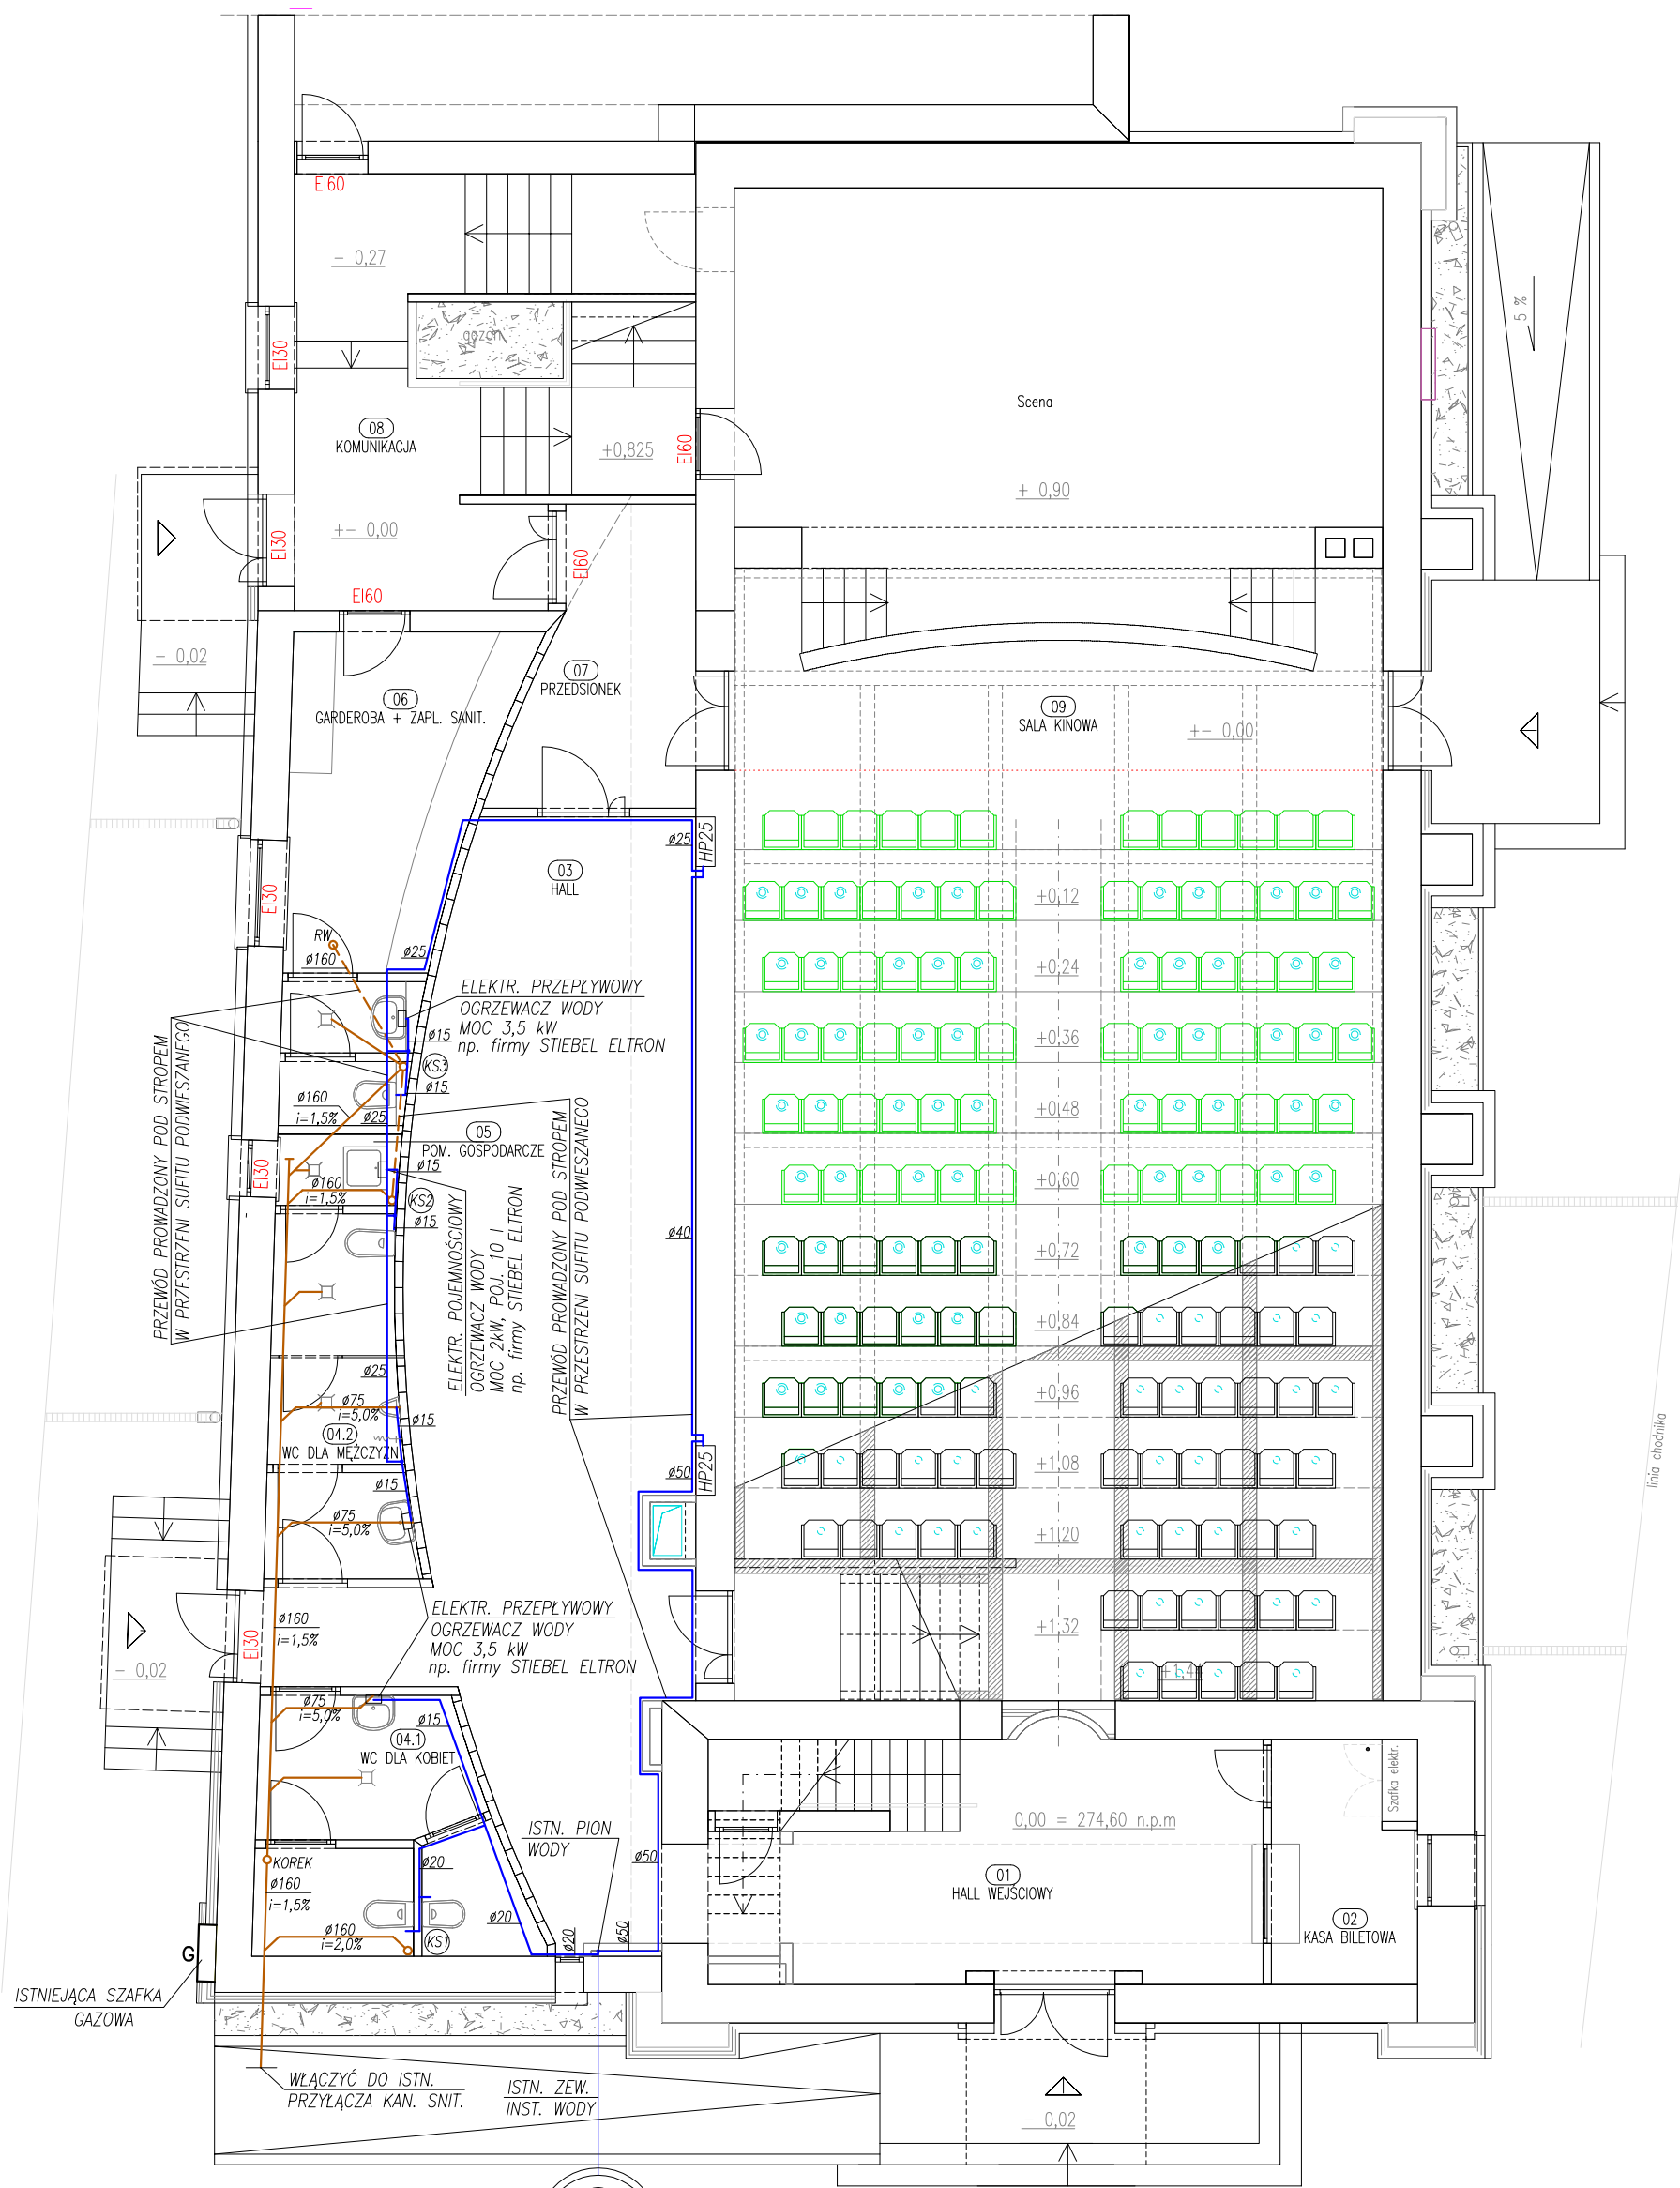 EI60
- 0,27
5 %
EI30
gazon
Scena
08
KOMUNIKACJA
+0,825
EI60
+ 0,90
+- 0,00
EI30
EI60
EI60
- 0,02
07
PRZEDSIONEK
06
GARDEROBA + ZAPL. SANIT.
09
SALA KINOWA
+- 0,00
ø25
HP25
03
HALL
EI30
+0,12
RW
ø160
ø25
+0,24
ELEKTR. PRZEPŁYWOWY
OGRZEWACZ WODY
MOC 3,5 kW
np. firmy STIEBEL ELTRON
ø15
+0,36
KS3
ø15
PRZEWÓD PROWADZONY POD STROPEM
W PRZESTRZENI SUFITU PODWIESZANEGO
ø160
i=1,5%
ø25
+0,48
05
POM. GOSPODARCZE
EI30
ø15
ø160
i=1,5%
KS2
ø15
+0,60
ELEKTR. POJEMNOŚCIOWY
OGRZEWACZ WODY
MOC 2kW, POJ. 10 l
np. firmy STIEBEL ELTRON
PRZEWÓD PROWADZONY POD STROPEM
W PRZESTRZENI SUFITU PODWIESZANEGO
ø40
+0,72
+0,84
ø25
+0,96
ø75
i=5,0%
ø15
04.2
WC DLA MĘŻCZYZN
linia chodnika
ø50
HP25
+1,08
ø15
ø75
i=5,0%
+1,20
ELEKTR. PRZEPŁYWOWY
OGRZEWACZ WODY
MOC 3,5 kW
np. firmy STIEBEL ELTRON
ø160
i=1,5%
EI30
+1,32
- 0,02
+1,44
ø75
i=5,0%
ø15
04.1
WC DLA KOBIET
Szafka elektr.
0,00 = 274,60 n.p.m
ISTN. PION
WODY
KOREK
ø20
ø50
ø160
i=1,5%
01
HALL WEJŚCIOWY
02
KASA BILETOWA
ø20
ø160
i=2,0%
KS1
ø20
ø50
G
ISTNIEJĄCA SZAFKA
GAZOWA
WŁĄCZYĆ DO ISTN.
PRZYŁĄCZA KAN. SNIT.
ISTN. ZEW.
INST. WODY
- 0,02